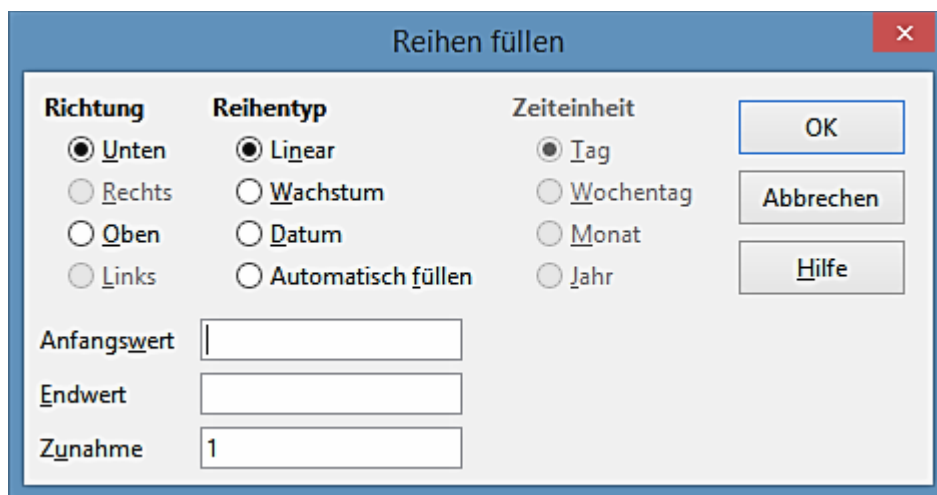 Reihen füllen
Richtung Reihentyp Zeiteinheit
Unten Linear Tag OK
Rechts Wachstum Wochentag Abbrechen
Oben Datum Monat
Links Automatisch füllen Jahr Hilfe
Anfangswert
Endwert
Zunahme 1